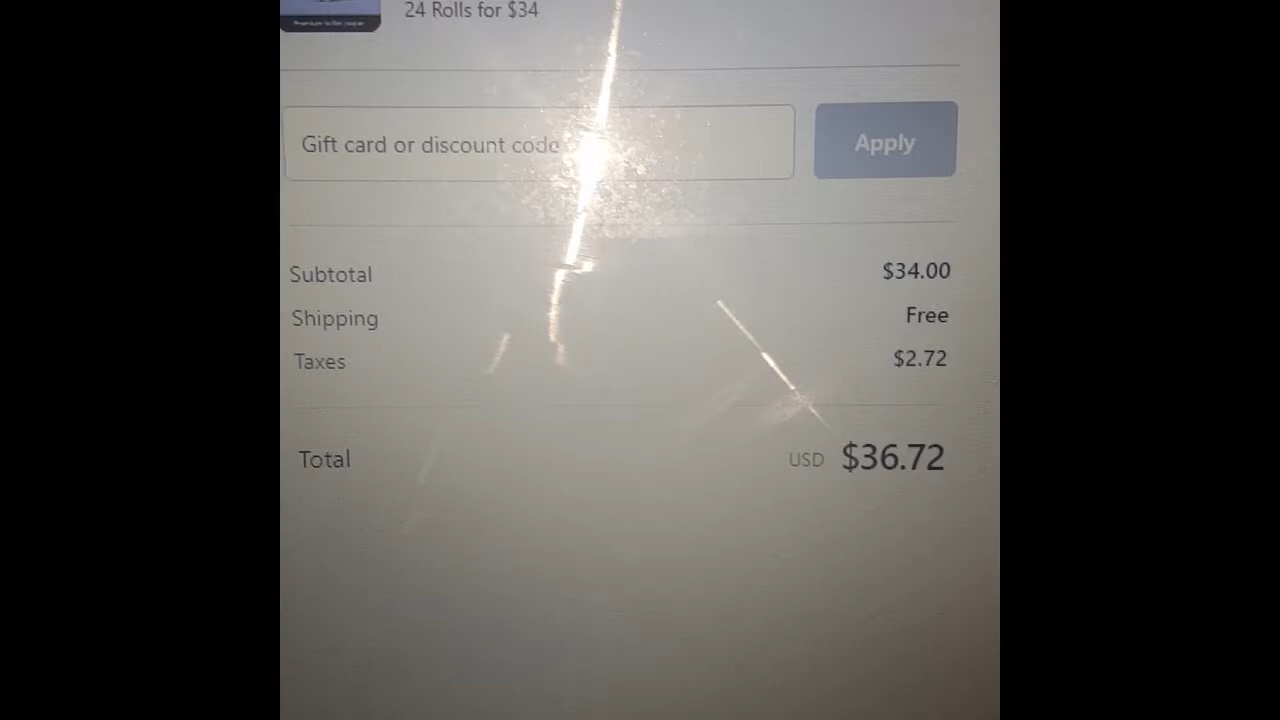 24 Rolls for $34
Gift card or discount code
Apply
Subtotal $34.00
Shipping Free
Taxes $2.72
Total USD $36.72